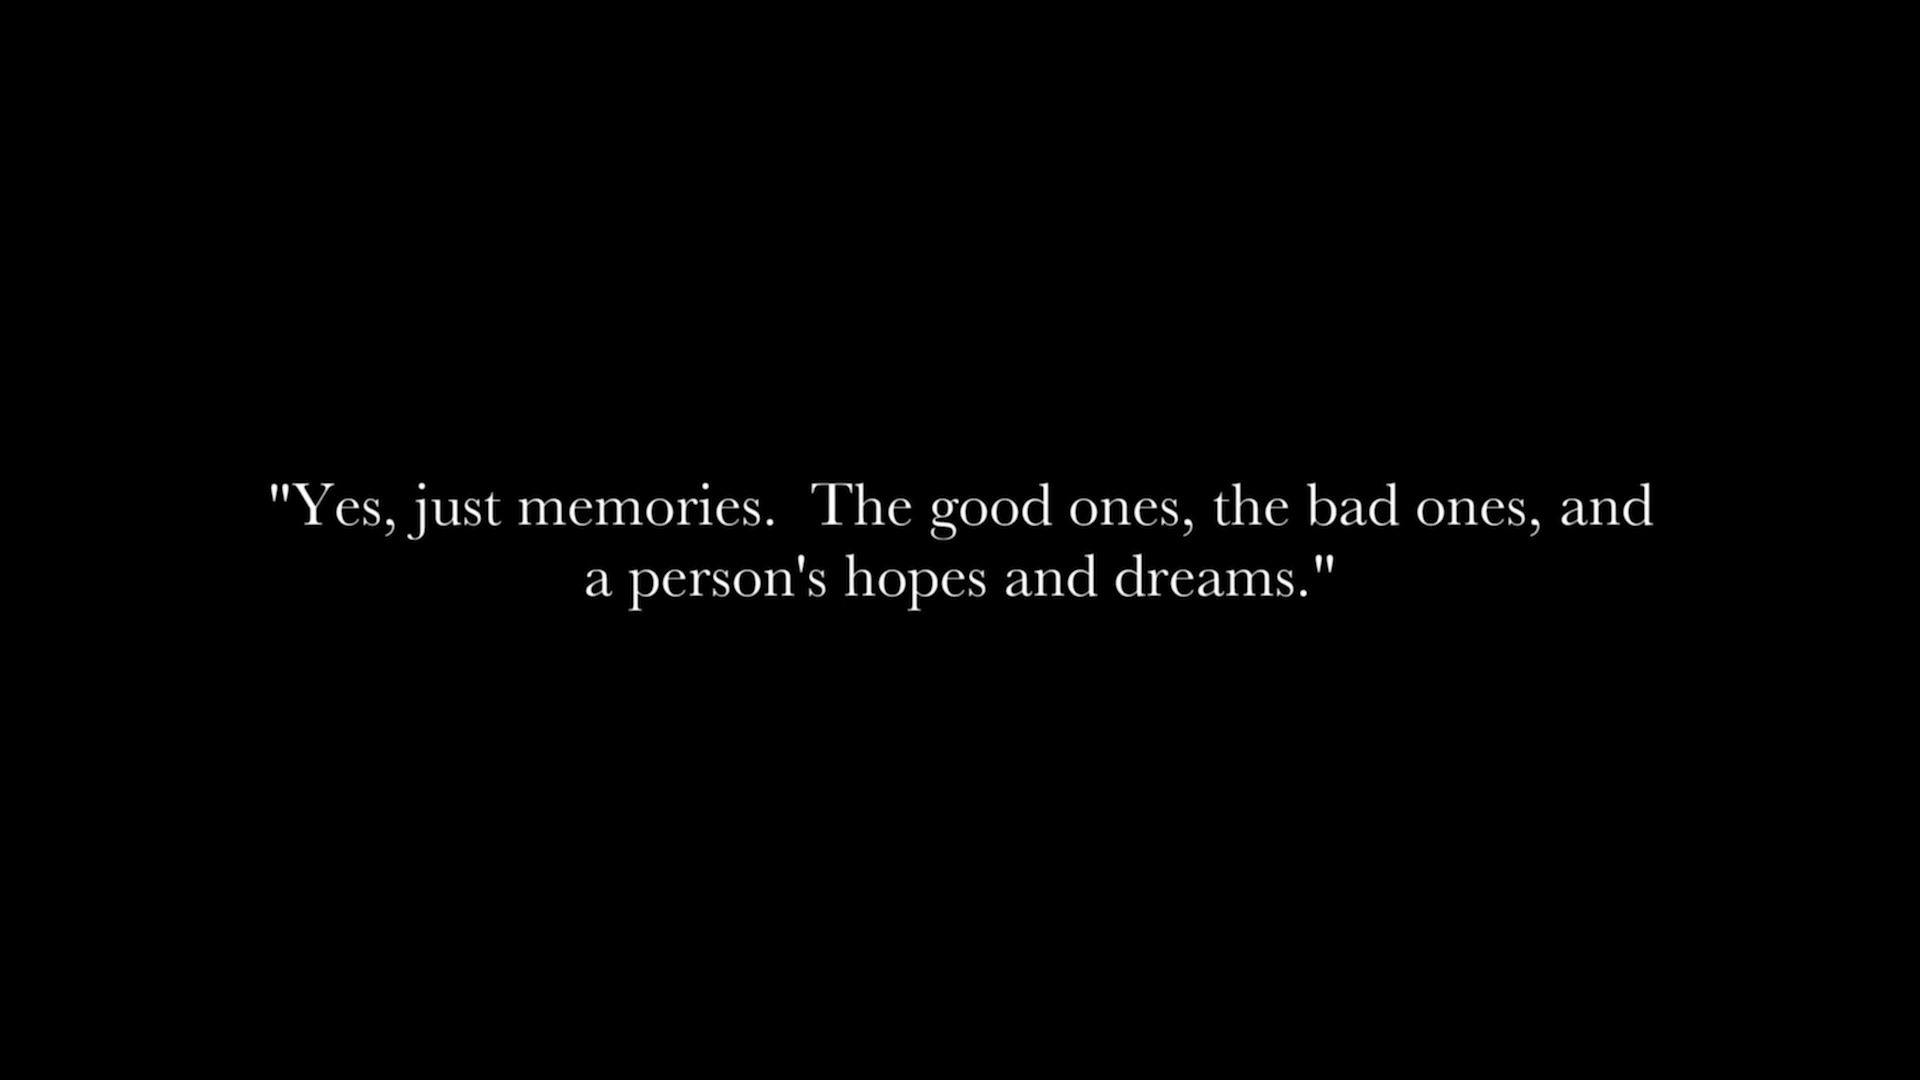 "Yes, just memories.  The good ones, the bad ones, and
a person's hopes and dreams."